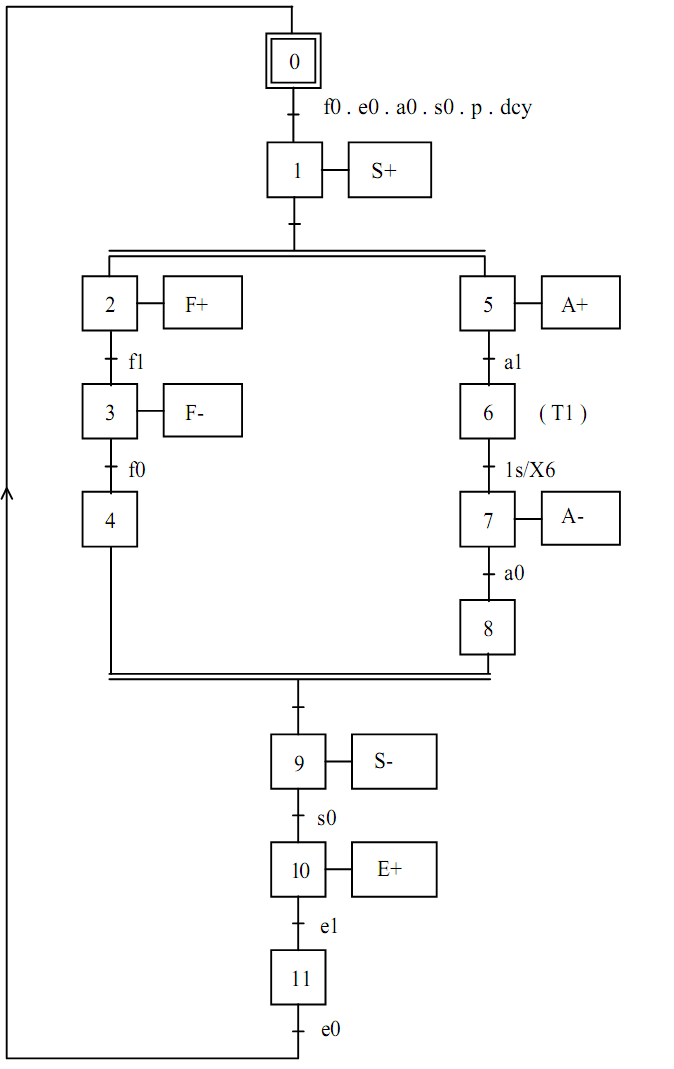 0
f0 . e0 . a0 . s0 . p . dcy
1 S+
2 F+ 5 A+
f1 a1
3 F- 6 ( T1 )
f0 1s/X6
4 7 A-
a0
8
9 S-
s0
10 E+
e1
11
e0